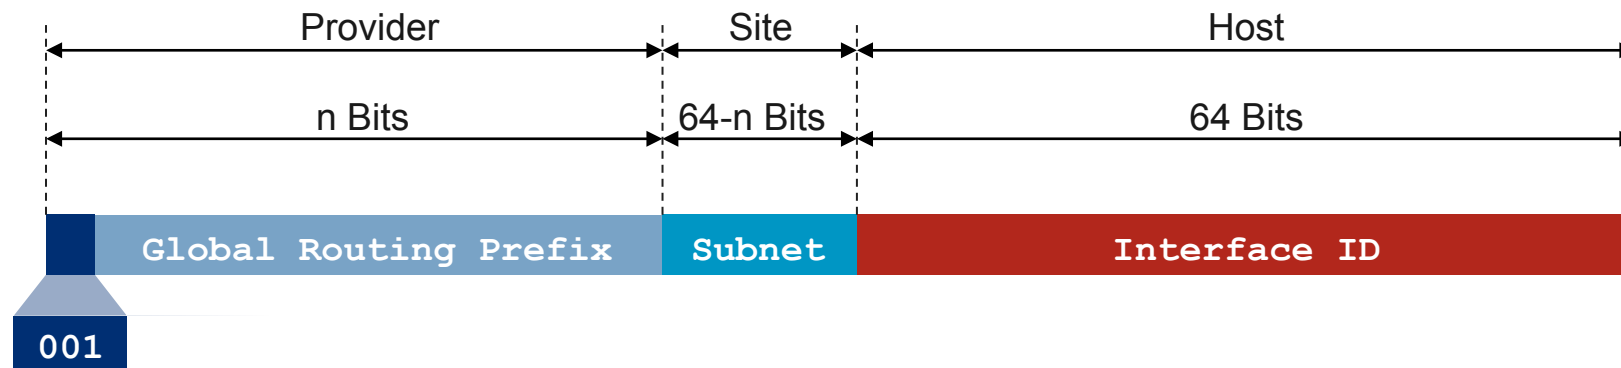 Provider Site Host
n Bits 64-n Bits 64 Bits
Global Routing Prefix Subnet Interface ID
001